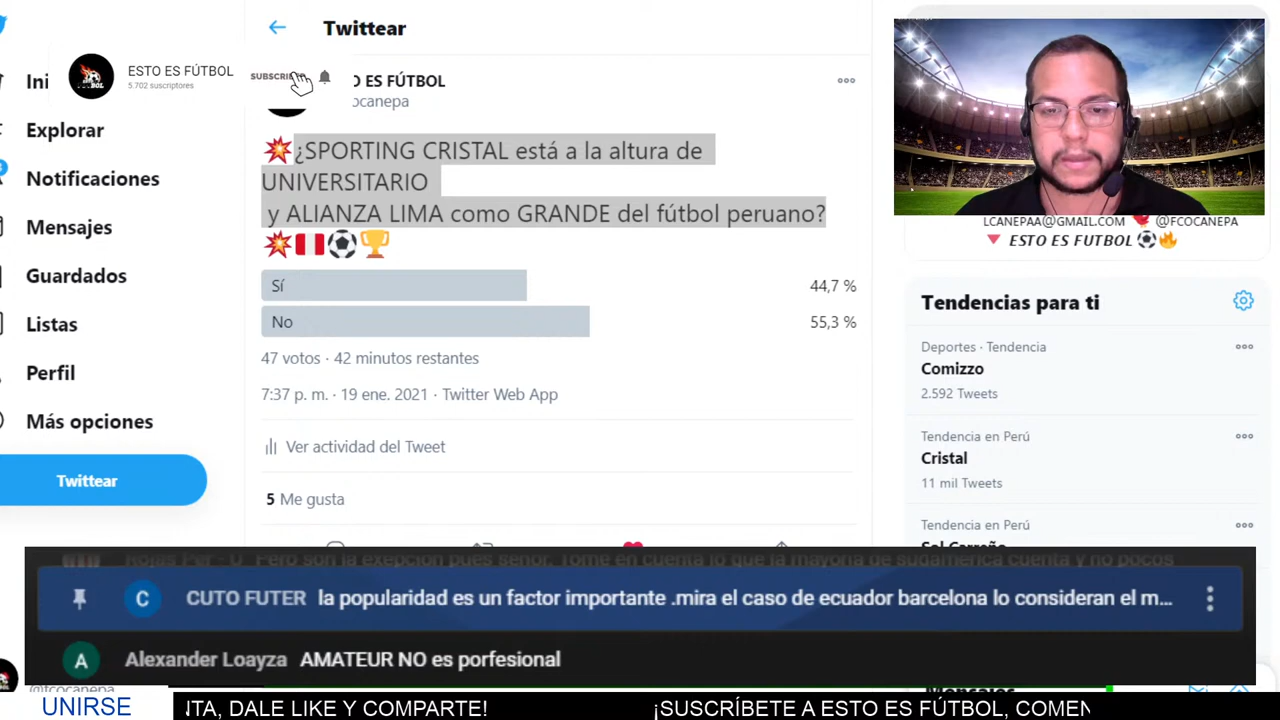 Twittear
Ini
Explorar
Notificaciones
Mensajes
Guardados
Listas
Perfil
Más opciones
Twittear
ESTO ES FÚTBOL
5.702 suscriptores
O ES FÚTBOL
ocanepa
¿SPORTING CRISTAL está a la altura de
UNIVERSITARIO
y ALIANZA LIMA como GRANDE del fútbol peruano?
Sí 44,7 %
No 55,3 %
47 votos · 42 minutos restantes
7:37 p. m. · 19 ene. 2021 · Twitter Web App
Ver actividad del Tweet
5 Me gusta
LCANEPAA@GMAIL.COM @FCOCANEPA
ESTO ES FUTBOL
Tendencias para ti
Deportes · Tendencia
Comizzo
2.592 Tweets
Tendencia en Perú
Cristal
11 mil Tweets
Tendencia en Perú
CUTO FUTER la popularidad es un factor importante .mira el caso de ecuador barcelona lo consideran el m...
Alexander Loayza AMATEUR NO es porfesional
@fcocanepa
UNIRSE
NTA, DALE LIKE Y COMPARTE! ¡SUSCRÍBETE A ESTO ES FÚTBOL, COMEN